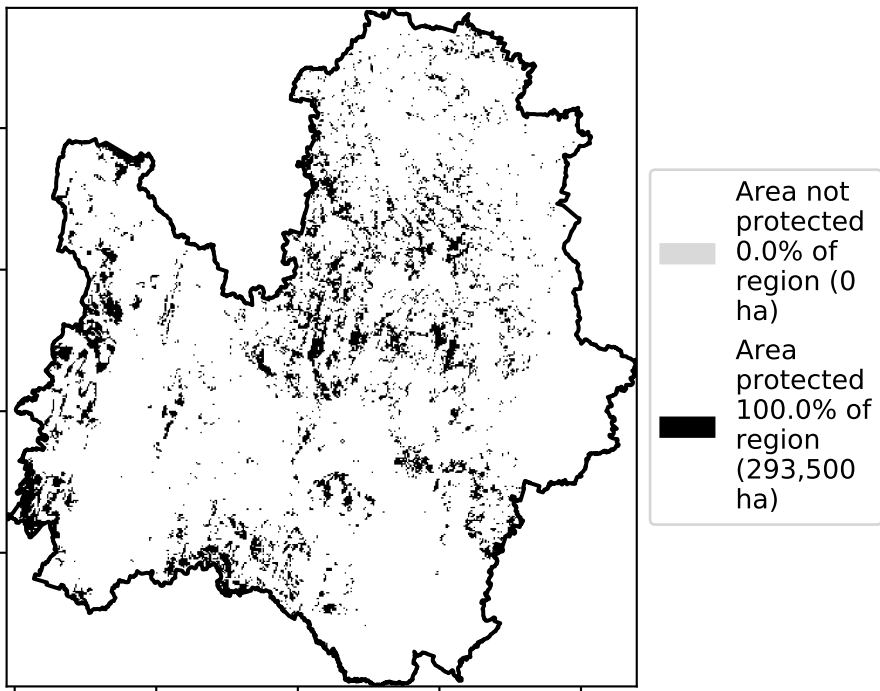 Area not
protected
0.0% of
region (0
ha)
Area
protected
100.0% of
region
(293,500
ha)